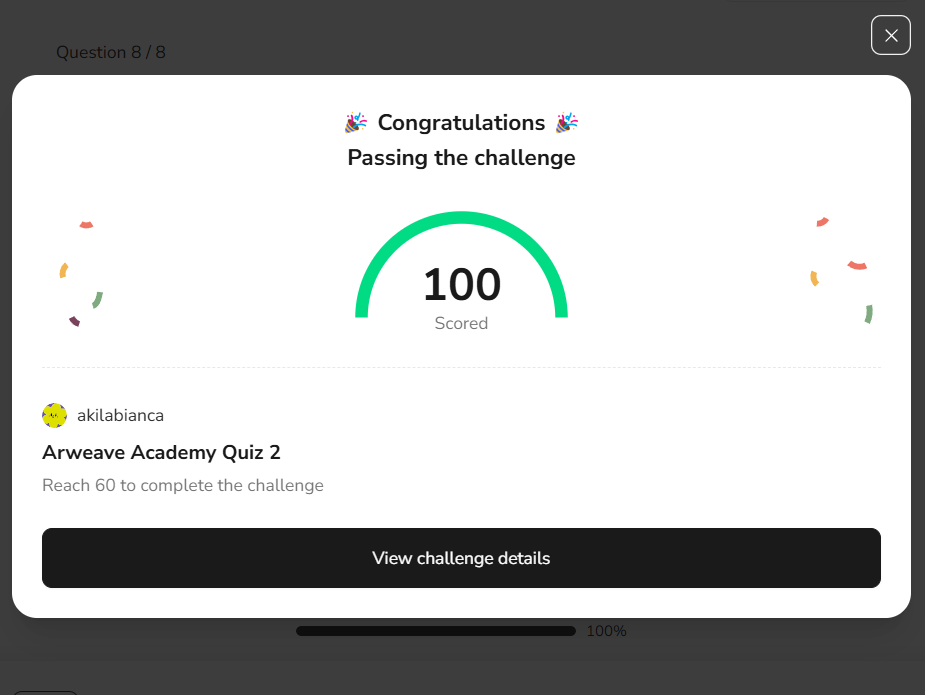 Question 8 / 8
🎉 Congratulations 🎉
Passing the challenge
100
Scored
akilabianca
Arweave Academy Quiz 2
Reach 60 to complete the challenge
View challenge details
100%